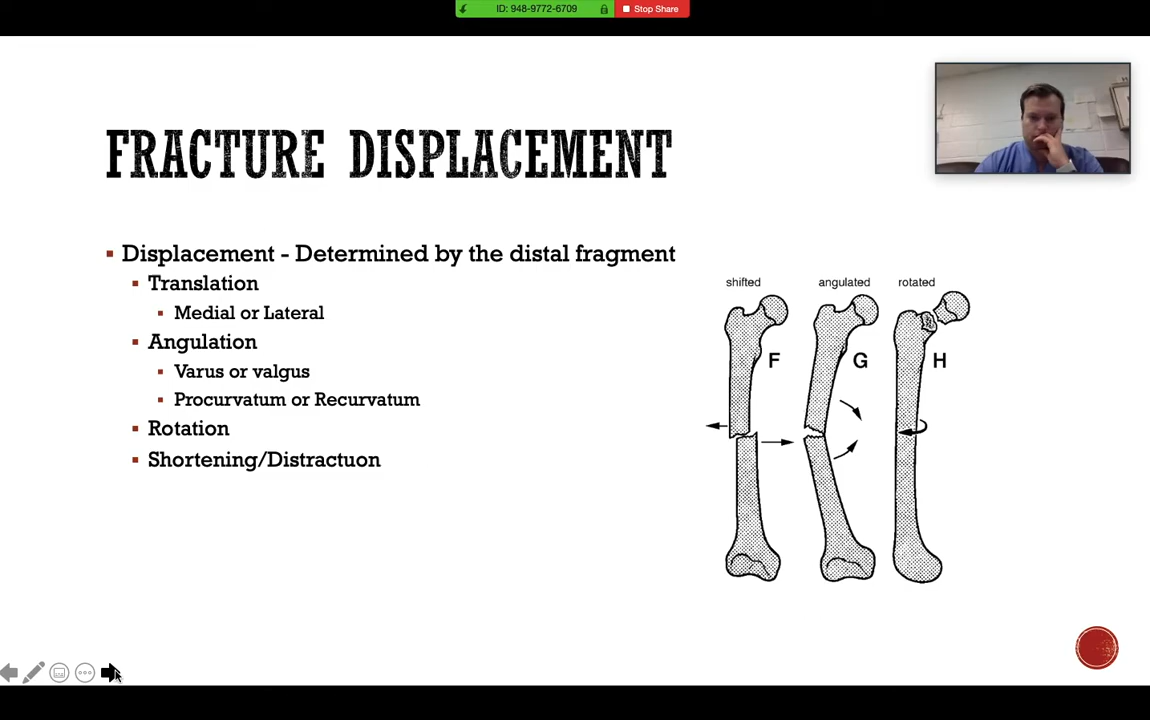 ID: 948-9772-6709
Stop Share
FRACTURE DISPLACEMENT
Displacement - Determined by the distal fragment
Translation
Medial or Lateral
Angulation
Varus or valgus
Procurvatum or Recurvatum
Rotation
Shortening/Distractuon
shifted
angulated
rotated
F
G
H